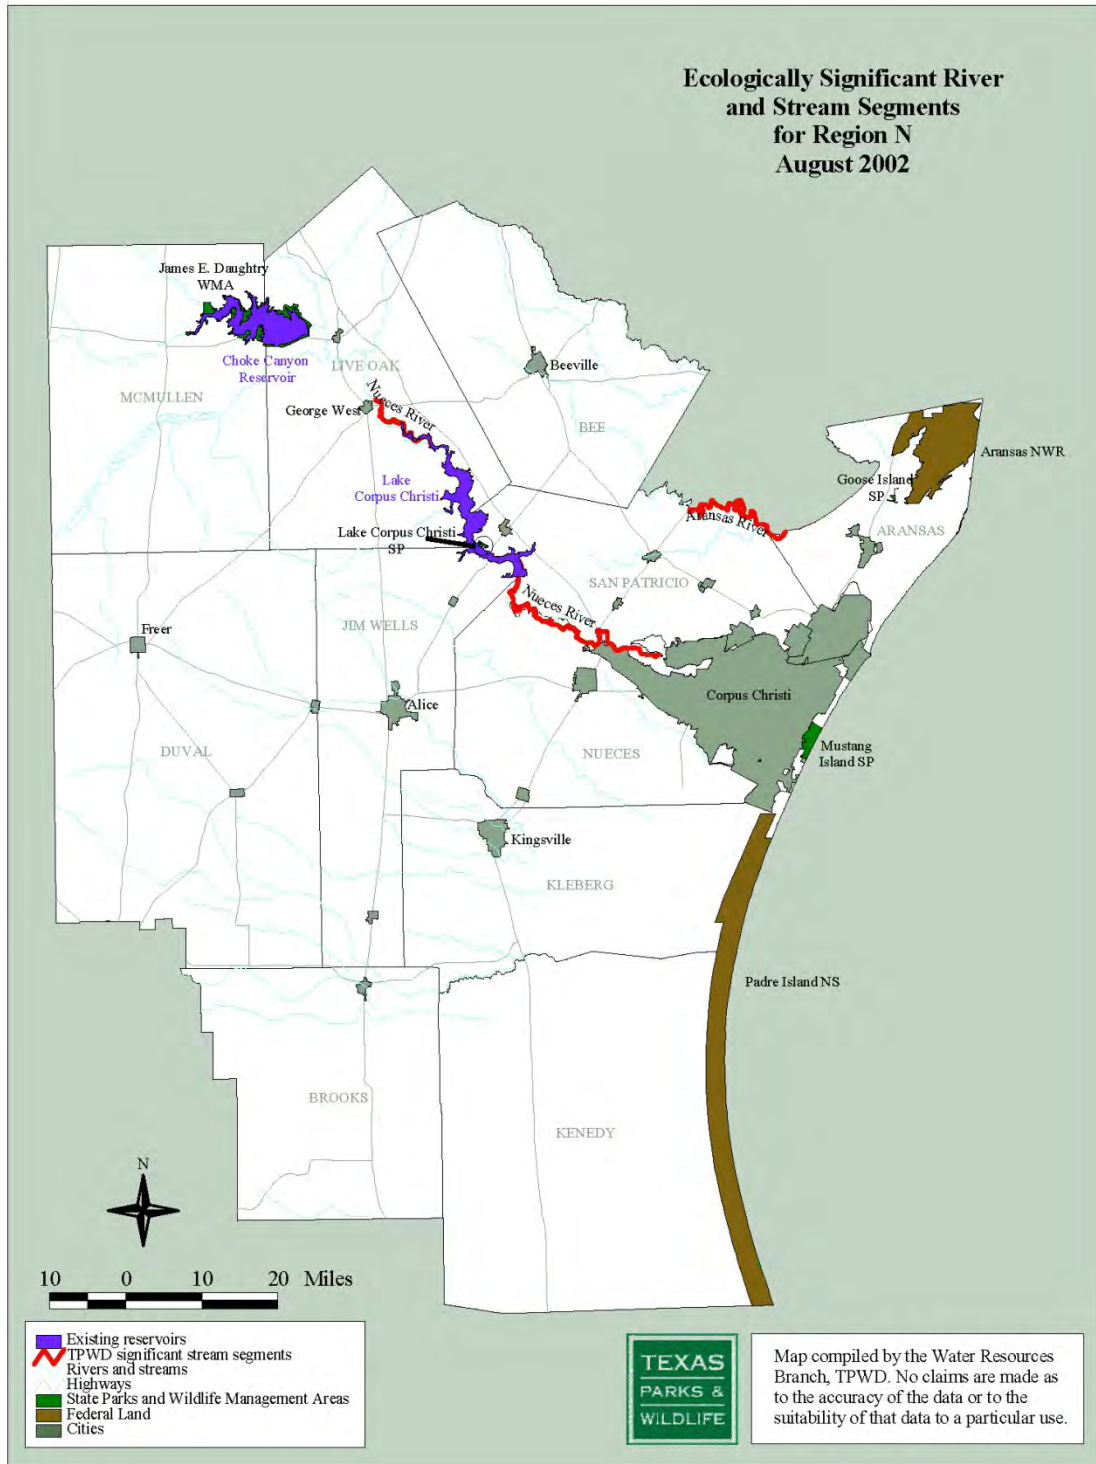 Ecologically Significant River
and Stream Segments
for Region N
August 2002
James E. Daughtry
WMA
Choke Canyon
Reservoir
LIVE OAK
MCMULLEN
Beeville
George West
Nueces River
BEE
Aransas NWR
Goose Island
SP
Lake
Corpus Christi
Aransas River
ARANSAS
Lake Corpus Christi
SP
SAN PATRICIO
Nueces River
JIM WELLS
Freer
Corpus Christi
Alice
DUVAL
NUECES
Mustang
Island SP
Kingsville
KLEBERG
Padre Island NS
BROOKS
KENEDY
N
10 0 10 20 Miles
Existing reservoirs
TPWD significant stream segments
Rivers and streams
Highways
State Parks and Wildlife Management Areas
Federal Land
Cities
TEXAS
PARKS &
WILDLIFE
Map compiled by the Water Resources
Branch, TPWD. No claims are made as
to the accuracy of the data or to the
suitability of that data to a particular use.